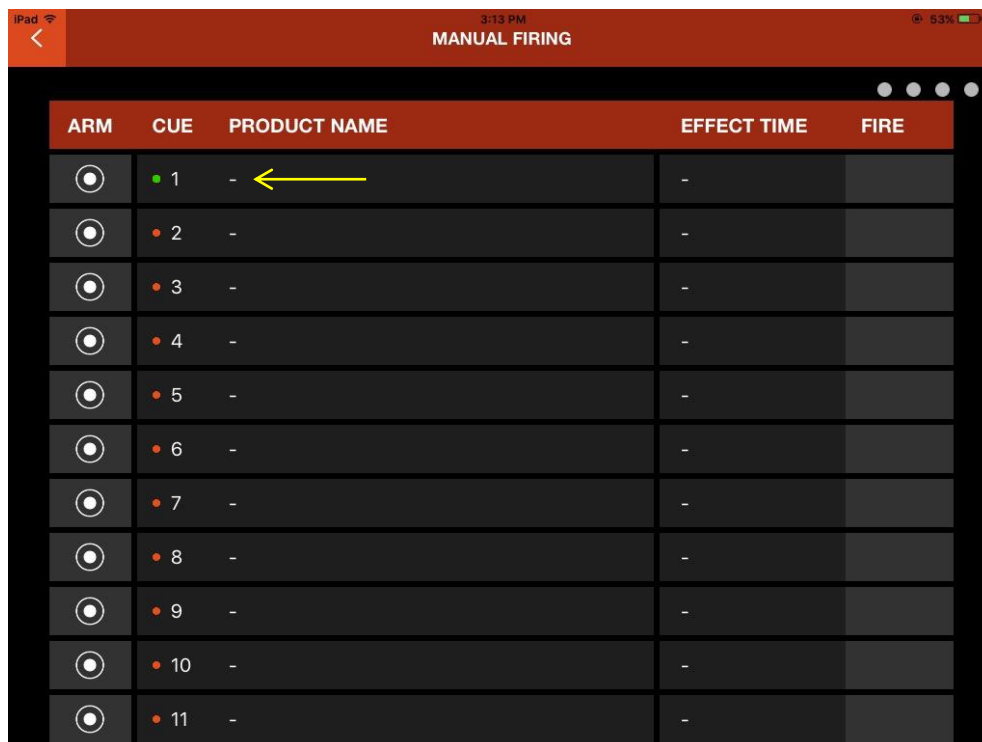 iPad 3:13 PM 53%
MANUAL FIRING
ARM CUE PRODUCT NAME EFFECT TIME FIRE
1 - -
2 - -
3 - -
4 - -
5 - -
6 - -
7 - -
8 - -
9 - -
10 - -
11 - -